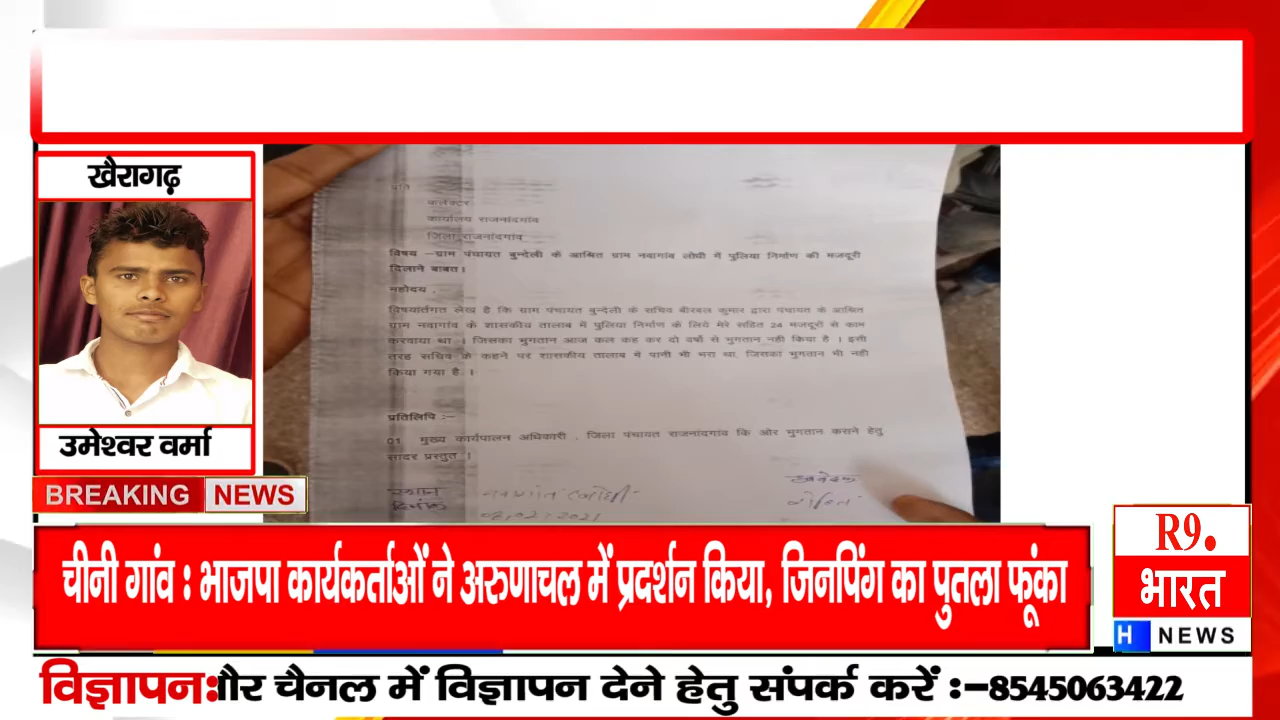 खैरागढ़
प्रति
कलेक्टर
कार्यालय राजनांदगांव
जिला राजनांदगांव
विषय –ग्राम पंचायत बुन्देली के आश्रित ग्राम नवागांव लोधी में पुलिया निर्माण की मजदूरी
दिलाने बाबत।
महोदय ,
विषयांर्तगत लेख है कि ग्राम पंचायत बुन्देली के सचिव बीरबल कुमार द्वारा पंचायत के आश्रित
ग्राम नवागांव के शासकीय तालाब में पुलिया निर्माण के लिये मेरे सहित 24 मजदूरों से काम
करवाया था । जिसका भुगतान आज कल कह कर दो वर्षो से भुगतान नही किया है । इसी
तरह सचिव के कहने पर शासकीय तालाब मे पानी भी भरा था, जिसका भुगतान भी नही
किया गया है ।
प्रतिलिपि :–
01 मुख्य कार्यपालन अधिकारी , जिला पंचायत राजनांदगांव कि ओर भुगतान कसने हेतु
सादर प्रस्तुत ।
स्थान
दिनांक
आवेदक
उमेश्वर वर्मा
BREAKING NEWS
चीनी गांव : भाजपा कार्यकर्ताओं ने अरुणाचल में प्रदर्शन किया, जिनपिंग का पुतला फूंका
R9.
भारत
H NEWS
विज्ञापन: और चैनल में विज्ञापन देने हेतु संपर्क करें :–8545063422